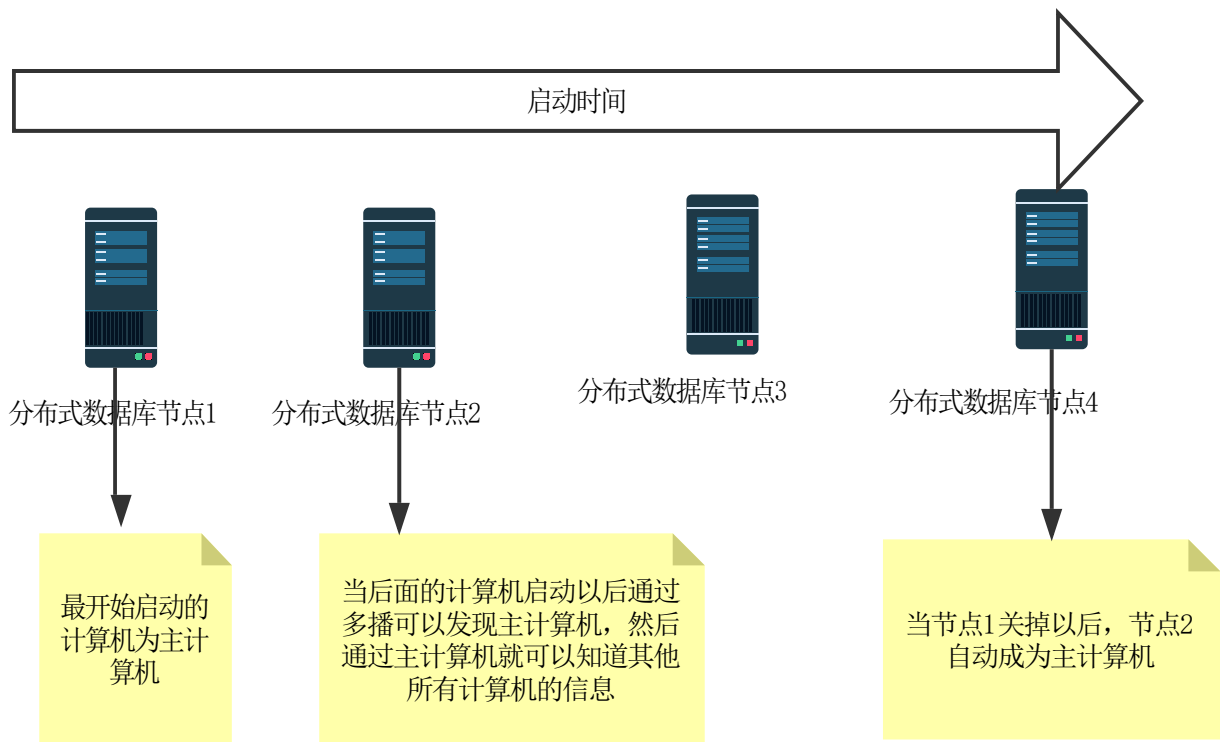 启动时间
分布式数据库节点1
分布式数据库节点2
分布式数据库节点3
分布式数据库节点4
最开始启动的
计算机为主计
算机
当后面的计算机启动以后通过
多播可以发现主计算机，然后
通过主计算机就可以知道其他
所有计算机的信息
当节点1关掉以后，节点2
自动成为主计算机